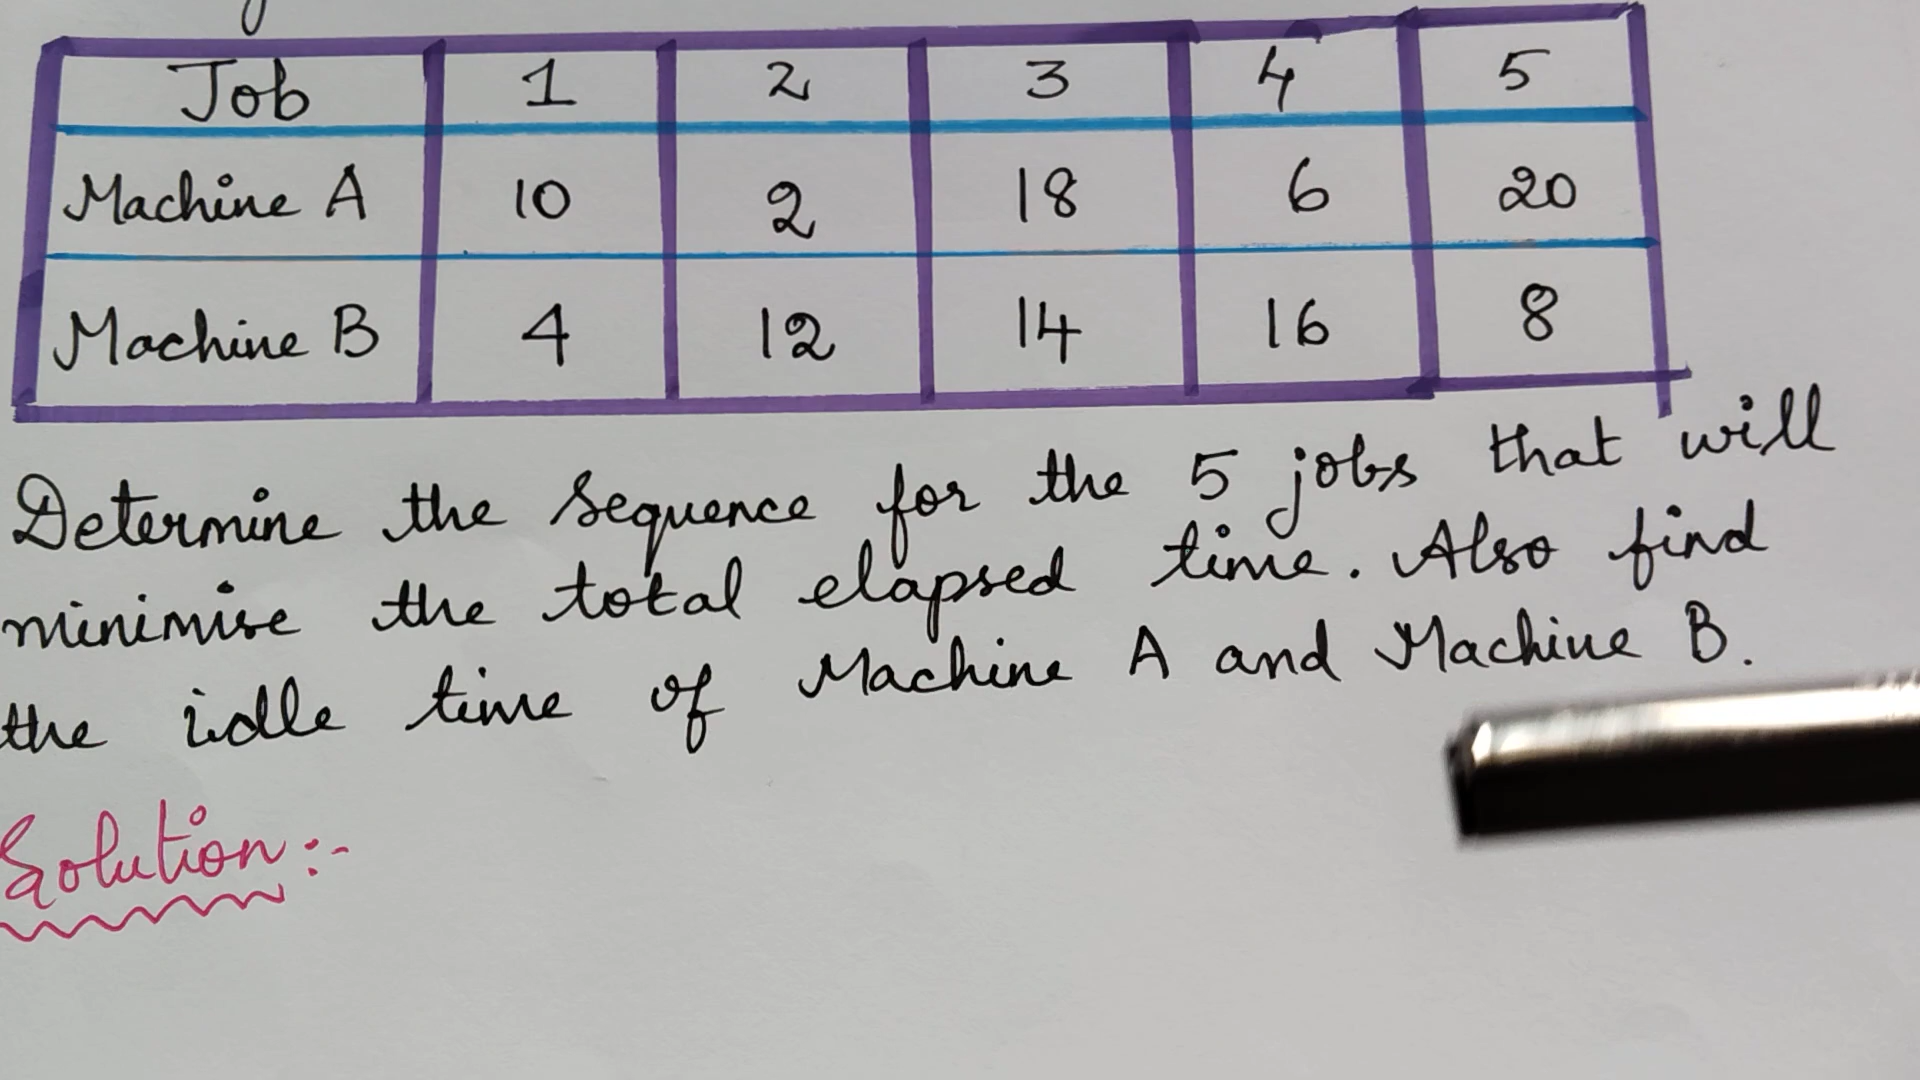 Job 1 2 3 4 5
Machine A 10 2 18 6 20
Machine B 4 12 14 16 8
Determine the sequence for the 5 jobs that will
minimise the total elapsed time. Also find
the idle time of Machine A and Machine B.
Solution:-